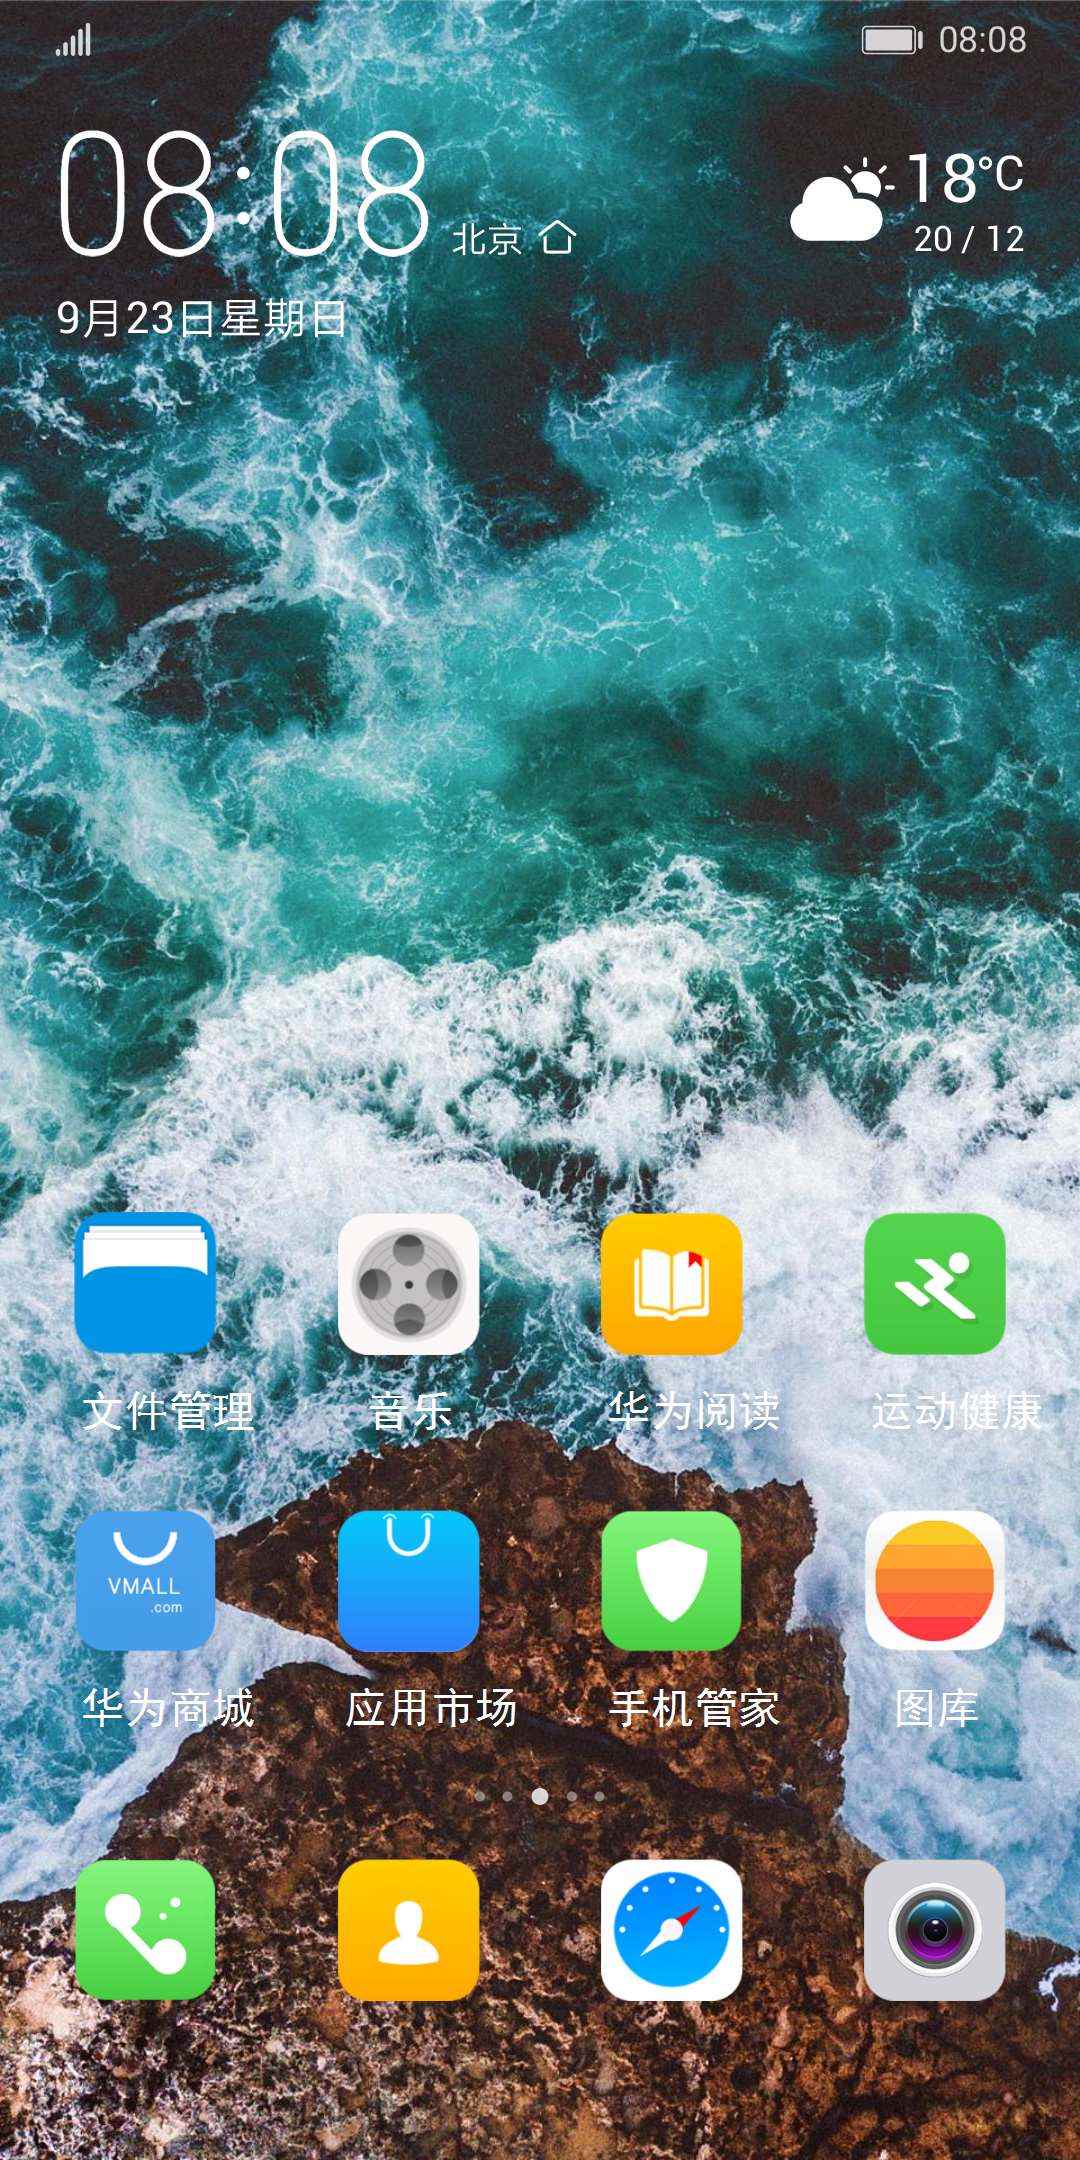 08:08
08:08
北京
18℃
20 / 12
9月23日星期日
文件管理
音乐
华为阅读
运动健康
VMALL
.com
华为商城
应用市场
手机管家
图库